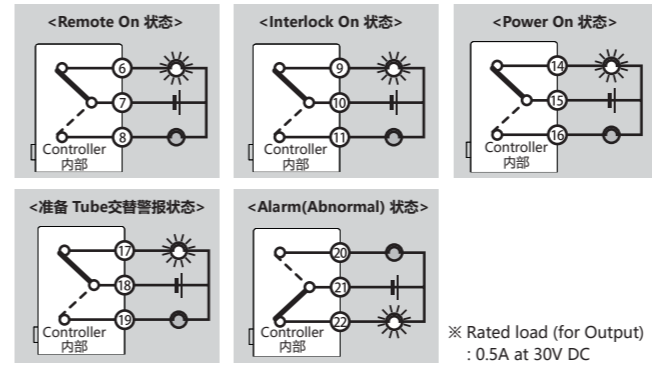 <Remote On 状态>
6
7
8
Controller
内部
<Interlock On 状态>
9
10
11
Controller
内部
<Power On 状态>
14
15
16
Controller
内部
<准备 Tube交替警报状态>
17
18
19
Controller
内部
<Alarm(Abnormal) 状态>
20
21
22
Controller
内部
※ Rated load (for Output)
: 0.5A at 30V DC